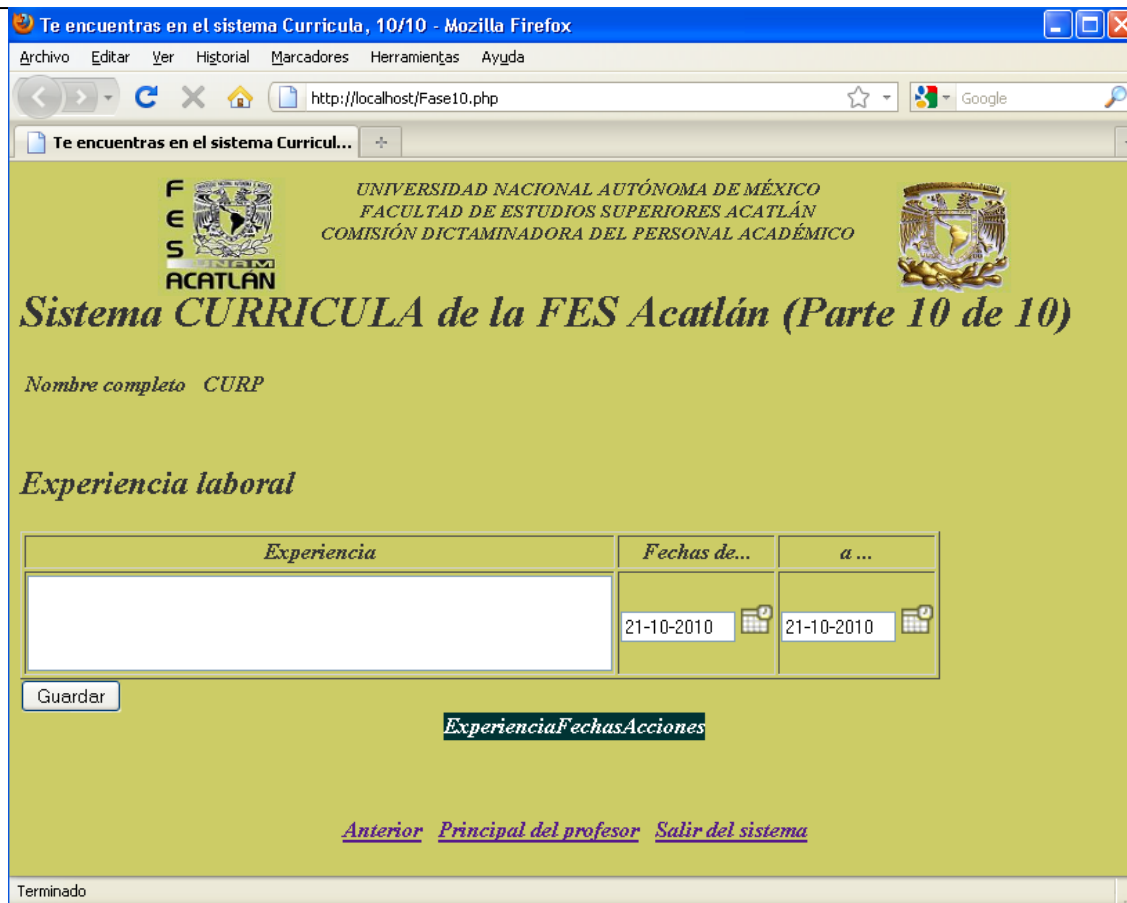 Te encuentras en el sistema Curricula, 10/10 - Mozilla Firefox
Archivo Editar Ver Historial Marcadores Herramientas Ayuda
http://localhost/Fase10.php Google
Te encuentras en el sistema Curricul...
FES
UNAM
ACATLÁN
UNIVERSIDAD NACIONAL AUTÓNOMA DE MÉXICO
FACULTAD DE ESTUDIOS SUPERIORES ACATLÁN
COMISIÓN DICTAMINADORA DEL PERSONAL ACADÉMICO
Sistema CURRICULA de la FES Acatlán (Parte 10 de 10)
Nombre completo CURP
Experiencia laboral
Experiencia Fechas de... a ...
21-10-2010 21-10-2010
Guardar
ExperienciaFechasAcciones
Anterior Principal del profesor Salir del sistema
Terminado